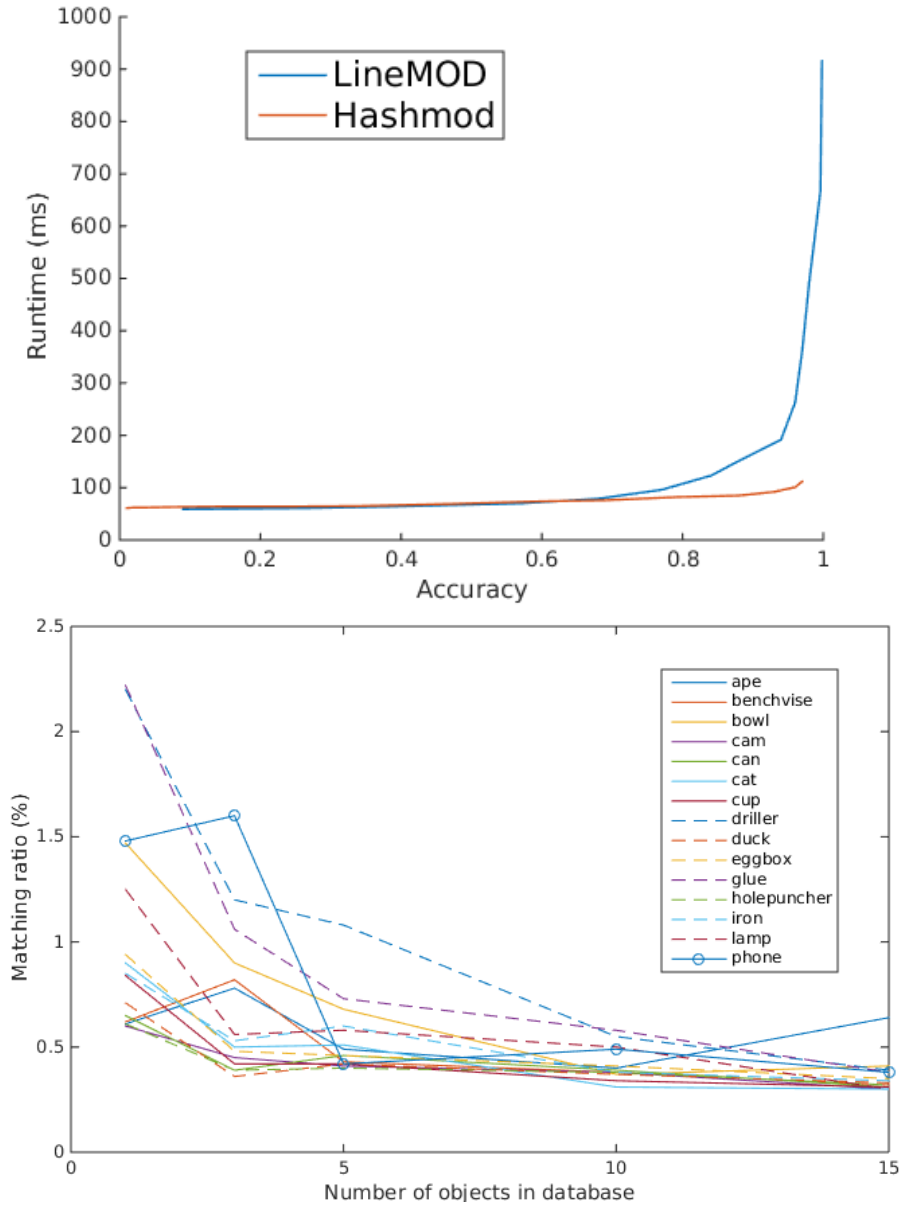 1000
900
800
700
600
500
400
300
200
100
0
Runtime (ms)
LineMOD
Hashmod
0 0.2 0.4 0.6 0.8 1
Accuracy
2.5
2
1.5
1
0.5
0
Matching ratio (%)
ape
benchvise
bowl
cam
can
cat
cup
driller
duck
eggbox
glue
holepuncher
iron
lamp
phone
0 5 10 15
Number of objects in database